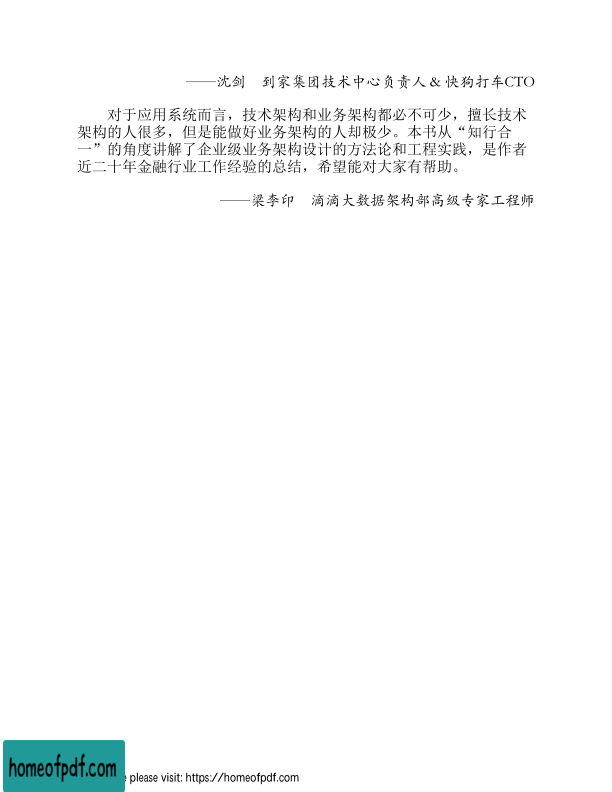 ——沈剑　到家集团技术中心负责人 & 快狗打车CTO
对于应用系统而言，技术架构和业务架构都必不可少，擅长技术
架构的人很多，但是能做好业务架构的人却极少。本书从“知行合
一”的角度讲解了企业级业务架构设计的方法论和工程实践，是作者
近二十年金融行业工作经验的总结，希望能对大家有帮助。
——梁李印　滴滴大数据架构部高级专家工程师
homeofpdf.com
e please visit: https://homeofpdf.com